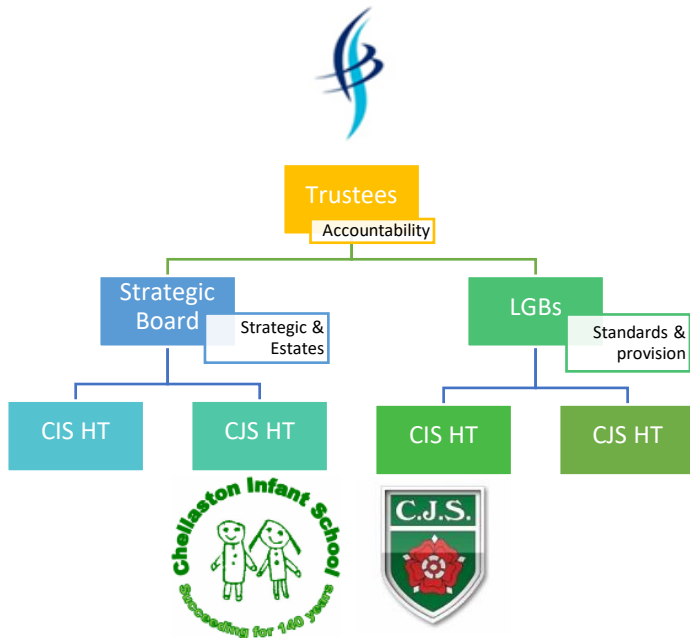 Trustees
Accountability
Strategic
Board
Strategic &
Estates
LGBs
Standards &
provision
CIS HT
CJS HT
CIS HT
CJS HT
Chellaston Infant School
Succeeding for 140 years
C.J.S.